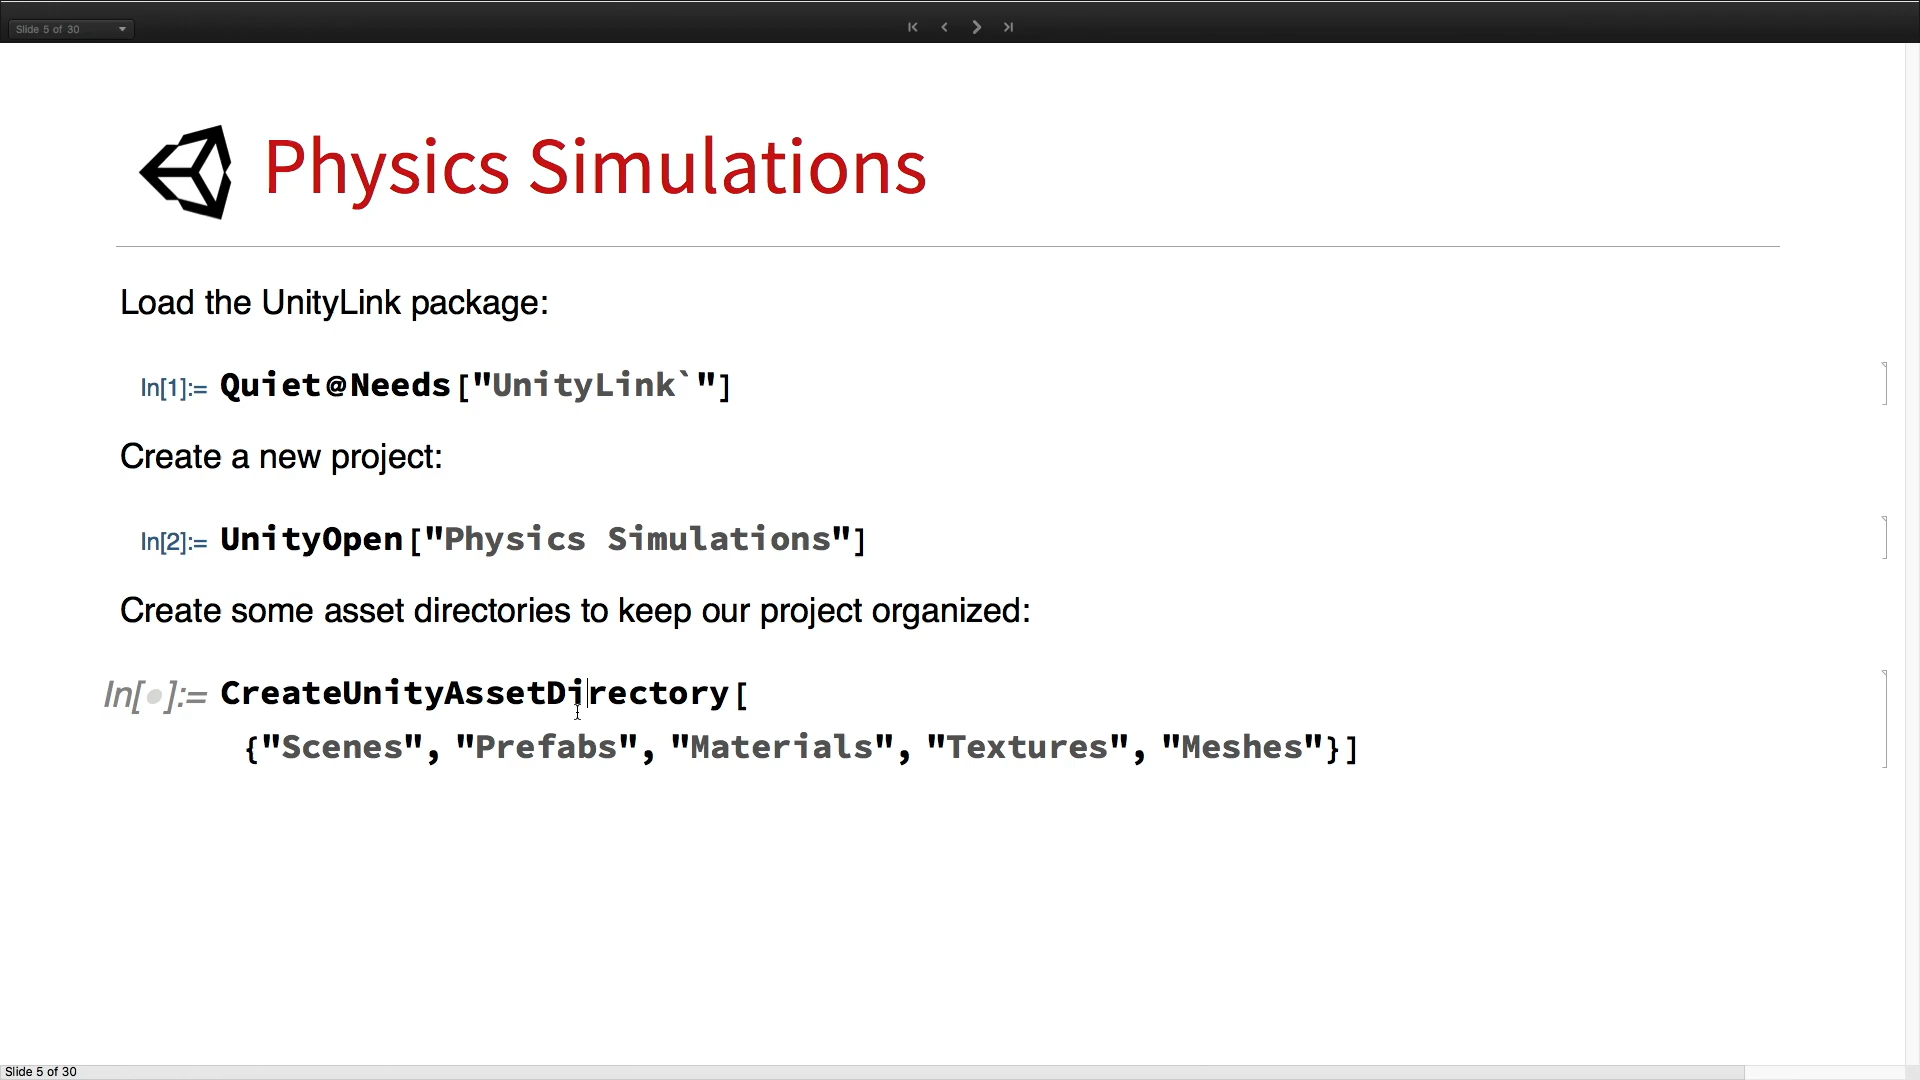 Slide 5 of 30
Physics Simulations
Load the UnityLink package:
In[1]:= Quiet@Needs["UnityLink`"]
Create a new project:
In[2]:= UnityOpen["Physics Simulations"]
Create some asset directories to keep our project organized:
In[●]:= CreateUnityAssetDirectory[
{"Scenes", "Prefabs", "Materials", "Textures", "Meshes"}]
Slide 5 of 30